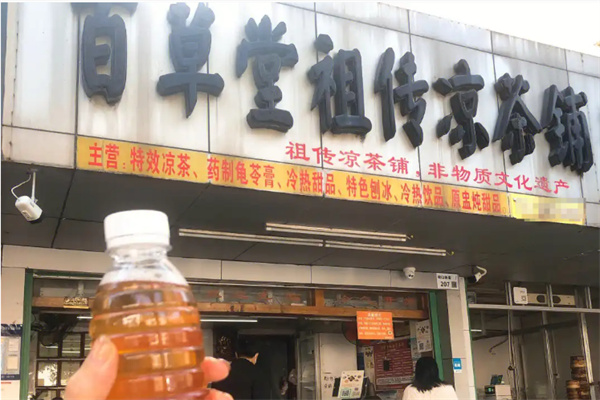 百草堂祖传凉茶铺
祖传凉茶铺、非物质文化遗产
主营：特效凉茶、药制龟苓膏、冷热甜品、特色刨冰、冷热饮品、原盅炖甜品
207